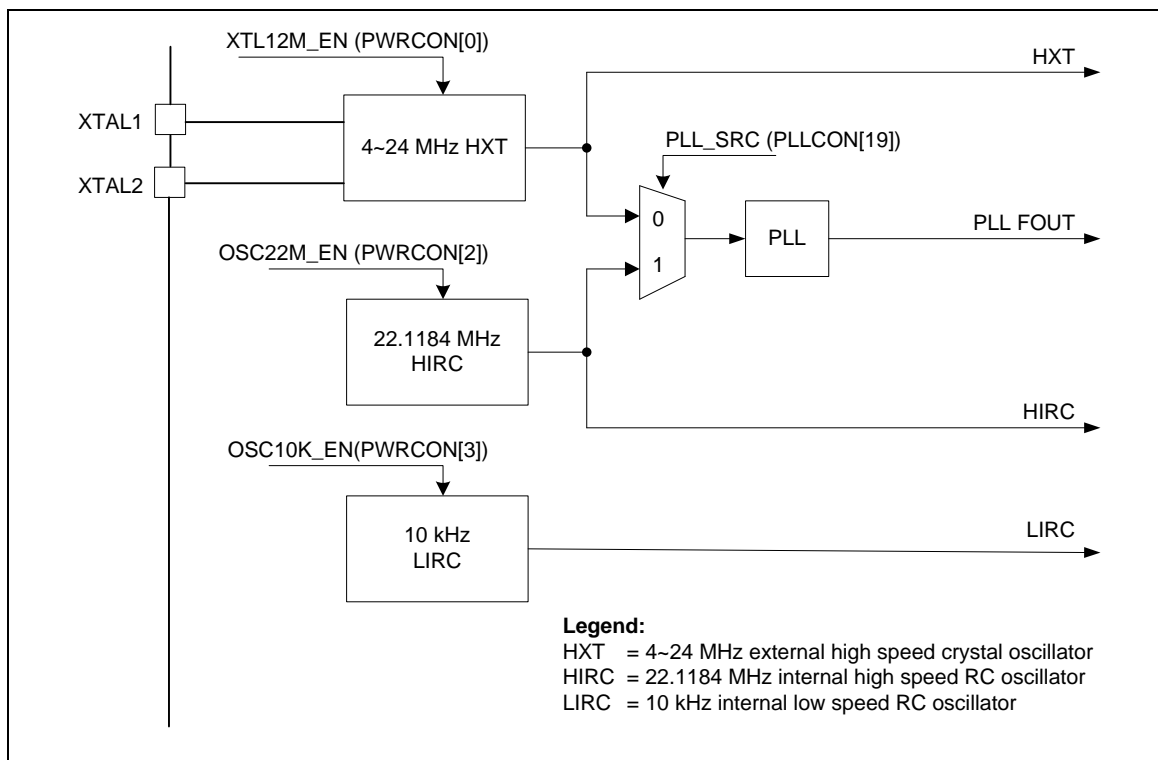 XTL12M_EN (PWRCON[0])
HXT
XTAL1
4~24 MHz HXT
PLL_SRC (PLLCON[19])
XTAL2
0
PLL
PLL FOUT
OSC22M_EN (PWRCON[2])
1
22.1184 MHz
HIRC
HIRC
OSC10K_EN(PWRCON[3])
10 kHz
LIRC
LIRC
Legend:
HXT = 4~24 MHz external high speed crystal oscillator
HIRC = 22.1184 MHz internal high speed RC oscillator
LIRC = 10 kHz internal low speed RC oscillator